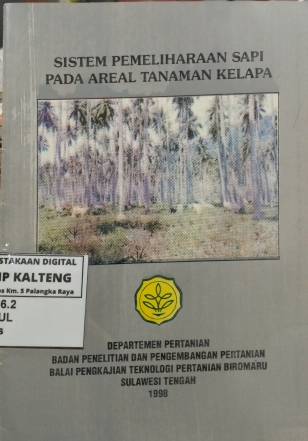 SISTEM PEMELIHARAAN SAPI
PADA AREAL TANAMAN KELAPA
STAKAAN DIGITAL
IP KALTENG
s Km. 5 Palangka Raya
6.2
UL
s
DEPARTEMEN PERTANIAN
BADAN PENELITIAN DAN PENGEMBANGAN PERTANIAN
BALAI PENGKAJIAN TEKNOLOGI PERTANIAN BIROMARU
SULAWESI TENGAH
1998